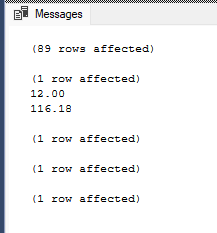 Messages
(89 rows affected)
(1 row affected)
12.00
116.18
(1 row affected)
(1 row affected)
(1 row affected)